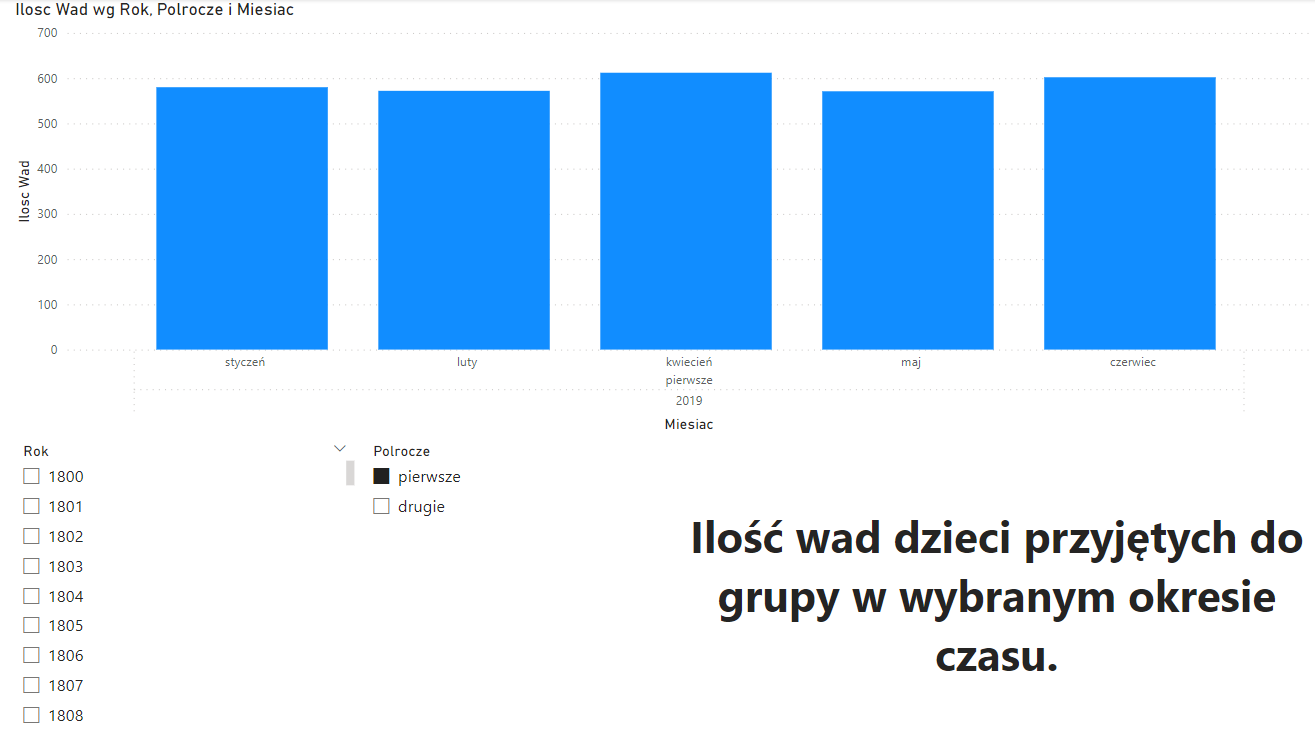 Ilosc Wad wg Rok, Polrocze i Miesiac
700
600
500
400
300
200
100
0
Ilosc Wad
styczeń luty kwiecień maj czerwiec
pierwsze
2019
Miesiac
Rok
1800
1801
1802
1803
1804
1805
1806
1807
1808
Polrocze
pierwsze
drugie
Ilość wad dzieci przyjętych do
grupy w wybranym okresie
czasu.